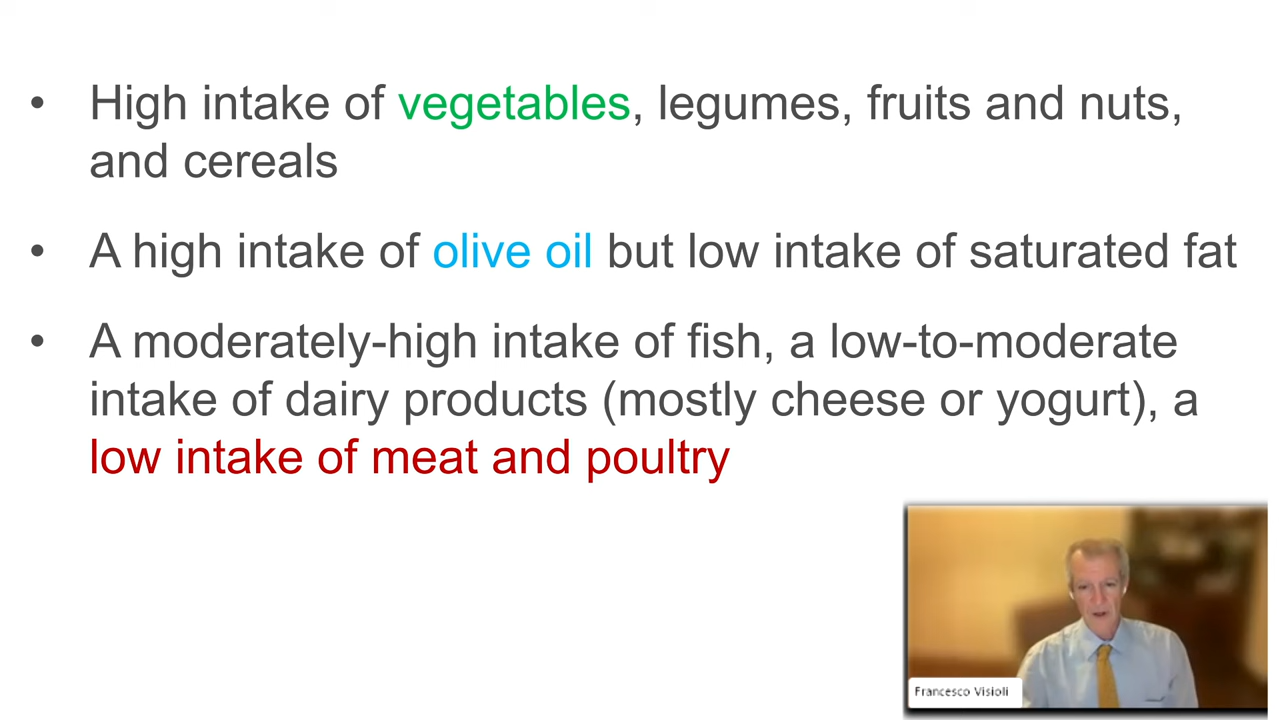 • High intake of vegetables, legumes, fruits and nuts,
and cereals
• A high intake of olive oil but low intake of saturated fat
• A moderately-high intake of fish, a low-to-moderate
intake of dairy products (mostly cheese or yogurt), a
low intake of meat and poultry
Francesco Visioli